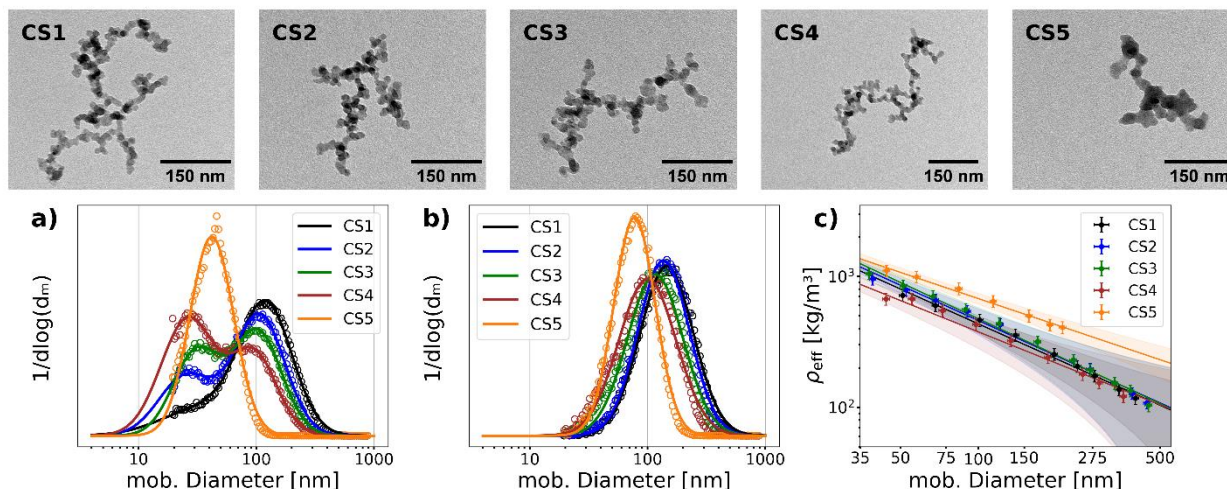 CS1
CS2
CS3
CS4
CS5
150 nm
150 nm
150 nm
150 nm
150 nm
a)
CS1
CS2
CS3
CS4
CS5
1/dlog(dₘ)
10
100
1000
mob. Diameter [nm]
b)
CS1
CS2
CS3
CS4
CS5
1/dlog(dₘ)
10
100
1000
mob. Diameter [nm]
c)
CS1
CS2
CS3
CS4
CS5
ρeff [kg/m³]
10³
10²
35
50
75
100
150
275
500
mob. Diameter [nm]